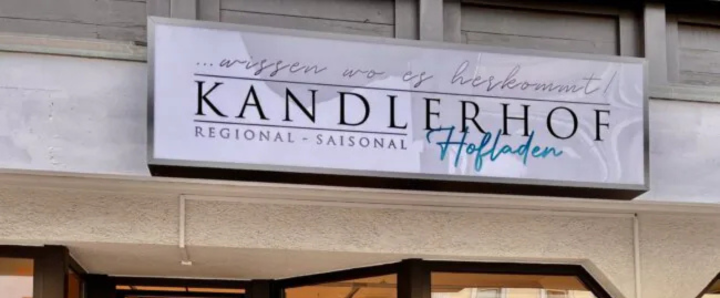 ...wissen wo es herkommt!
KANDLERHOF
REGIONAL - SAISONAL
Hofladen